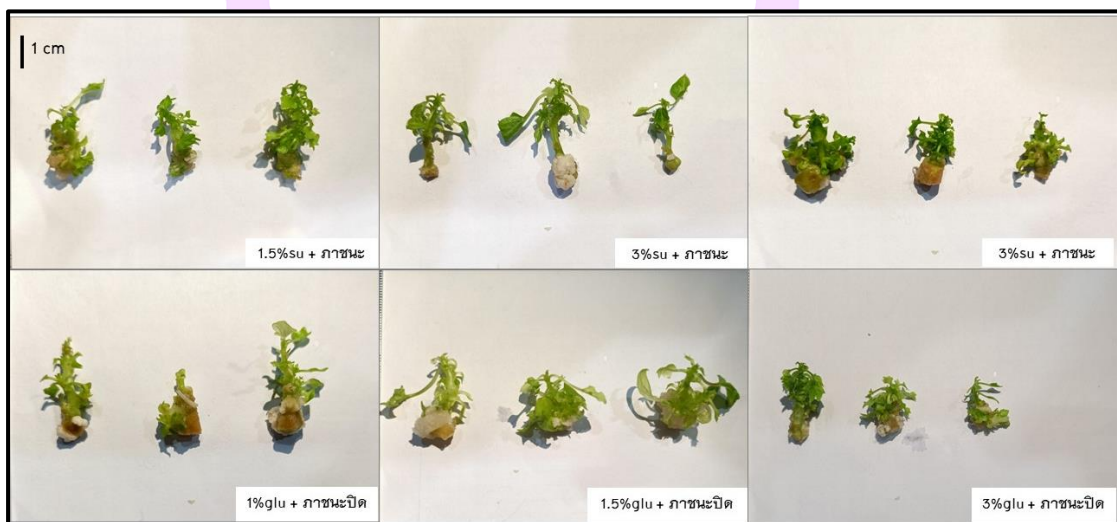 1 cm
1.5%su + ภาชนะ
3%su + ภาชนะ
3%su + ภาชนะ
1%glu + ภาชนะปิด
1.5%glu + ภาชนะปิด
3%glu + ภาชนะปิด